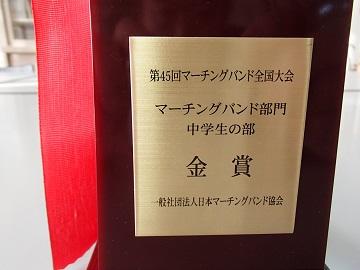 第45回マーチングバンド全国大会
マーチングバンド部門
中学生の部
金賞
一般社団法人日本マーチングバンド協会